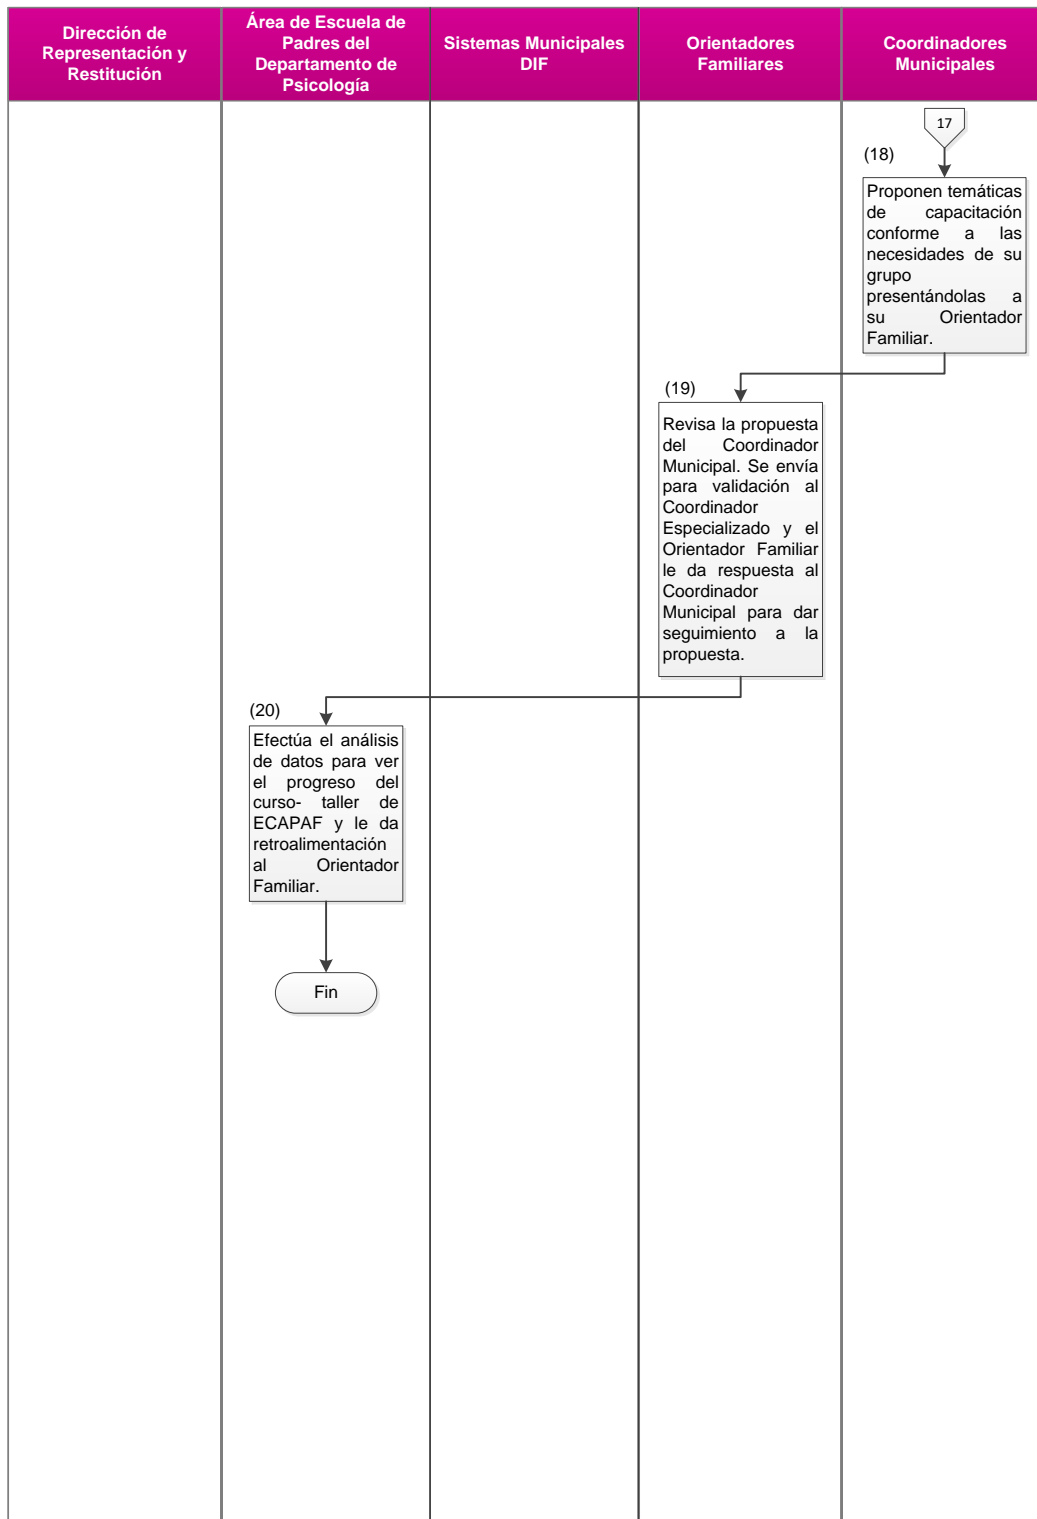 Dirección de
Representación y
Restitución
Área de Escuela de
Padres del
Departamento de
Psicología
Sistemas Municipales
DIF
Orientadores
Familiares
Coordinadores
Municipales
17
(18)
Proponen temáticas
de capacitación
conforme a las
necesidades de su
grupo
presentándolas a
su Orientador
Familiar.
(19)
Revisa la propuesta
del Coordinador
Municipal. Se envía
para validación al
Coordinador
Especializado y el
Orientador Familiar
le da respuesta al
Coordinador
Municipal para dar
seguimiento a la
propuesta.
(20)
Efectúa el análisis
de datos para ver
el progreso del
curso- taller de
ECAPAF y le da
retroalimentación
al Orientador
Familiar.
Fin